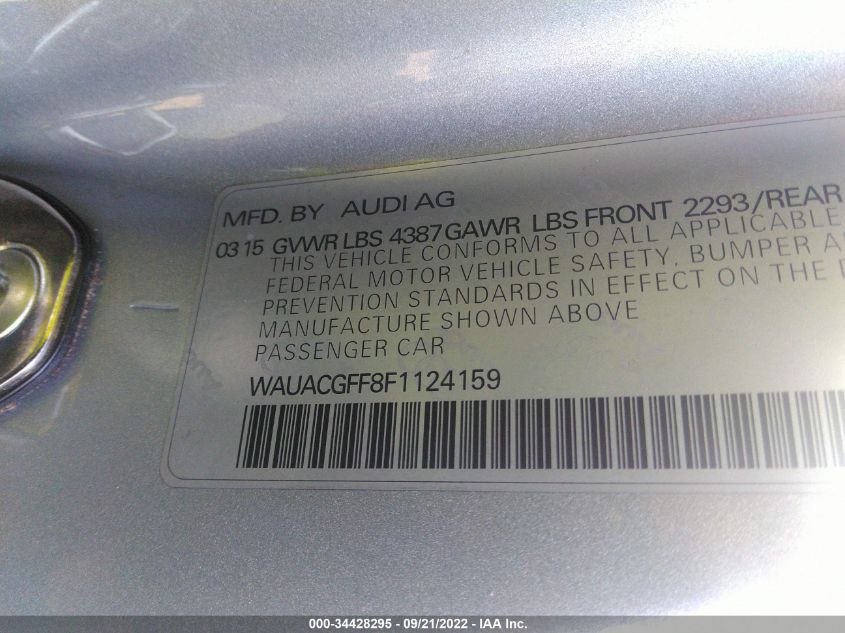 MFD. BY AUDI AG
03 15 GVWR LBS 4387 GAWR LBS FRONT 2293/REAR
THIS VEHICLE CONFORMS TO ALL APPLICABLE
FEDERAL MOTOR VEHICLE SAFETY, BUMPER
PREVENTION STANDARDS IN EFFECT ON THE
MANUFACTURE SHOWN ABOVE
PASSENGER CAR
WAUACGFF8F1124159
000-34428295 - 09/21/2022 - IAA Inc.